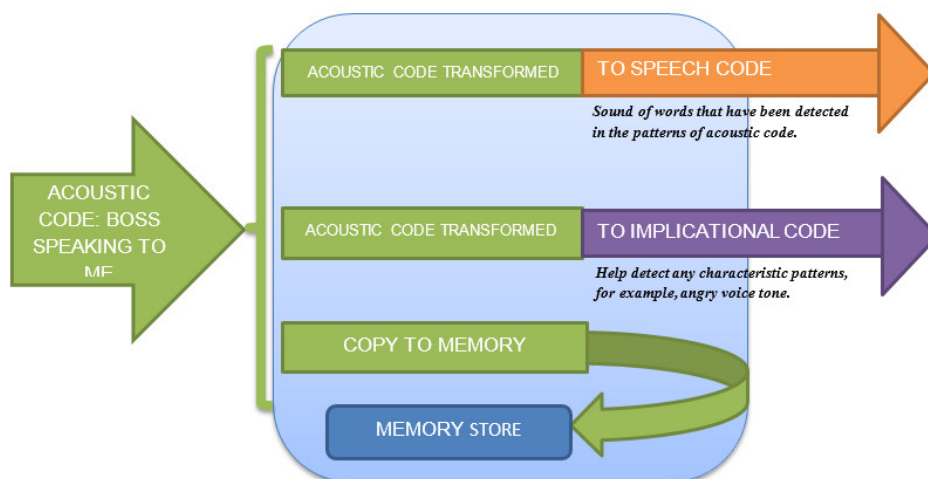 ACOUSTIC CODE TRANSFORMED
TO SPEECH CODE
Sound of words that have been detected
in the patterns of acoustic code.
ACOUSTIC
CODE: BOSS
SPEAKING TO
ME
ACOUSTIC CODE TRANSFORMED
TO IMPLICATIONAL CODE
Help detect any characteristic patterns,
for example, angry voice tone.
COPY TO MEMORY
MEMORY STORE